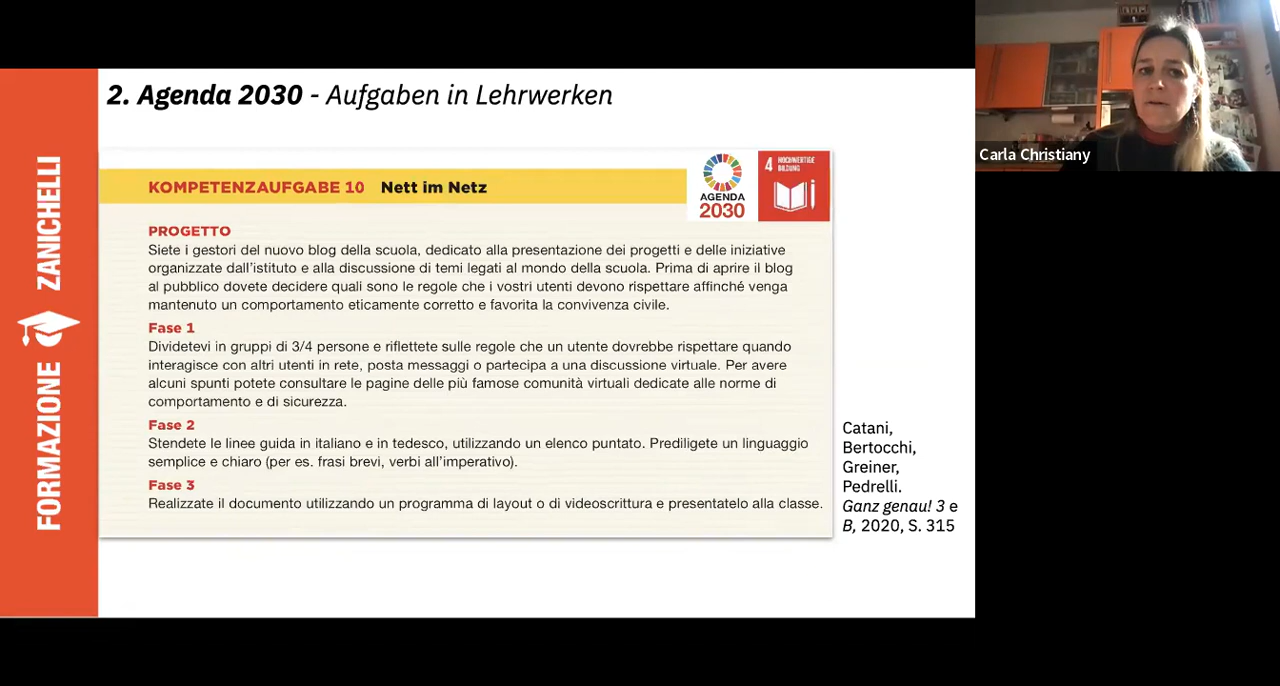 2. Agenda 2030 - Aufgaben in Lehrwerken
FORMAZIONE ZANICHELLI
KOMPETENZAUFGABE 10 Nett im Netz
AGENDA
2030
4 HOCHWERTIGE
BILDUNG
PROGETTO
Siete i gestori del nuovo blog della scuola, dedicato alla presentazione dei progetti e delle iniziative
organizzate dall'istituto e alla discussione di temi legati al mondo della scuola. Prima di aprire il blog
al pubblico dovete decidere quali sono le regole che i vostri utenti devono rispettare affinché venga
mantenuto un comportamento eticamente corretto e favorita la convivenza civile.
Fase 1
Dividetevi in gruppi di 3/4 persone e riflettete sulle regole che un utente dovrebbe rispettare quando
interagisce con altri utenti in rete, posta messaggi o partecipa a una discussione virtuale. Per avere
alcuni spunti potete consultare le pagine delle più famose comunità virtuali dedicate alle norme di
comportamento e di sicurezza.
Fase 2
Stendete le linee guida in italiano e in tedesco, utilizzando un elenco puntato. Prediligete un linguaggio
semplice e chiaro (per es. frasi brevi, verbi all'imperativo).
Fase 3
Realizzate il documento utilizzando un programma di layout o di videoscrittura e presentatelo alla classe.
Catani,
Bertocchi,
Greiner,
Pedrelli.
Ganz genau! 3 e
B, 2020, S. 315
Carla Christiany